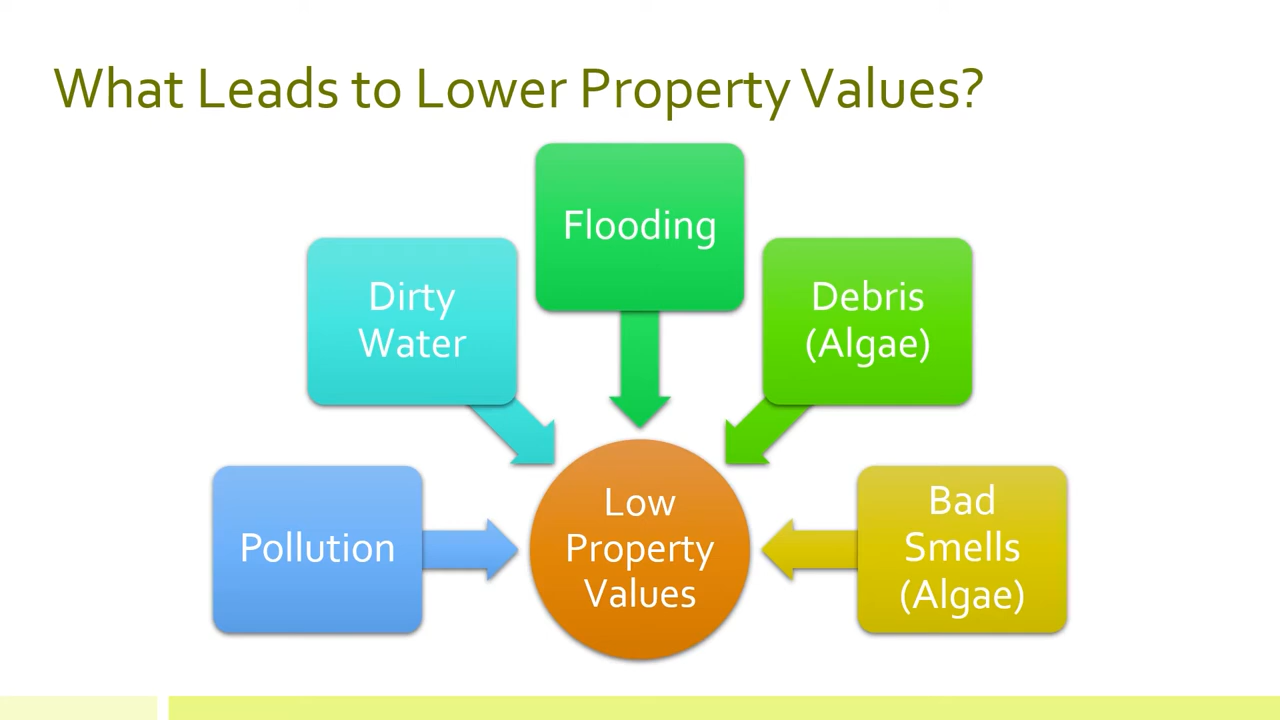 What Leads to Lower Property Values?
Flooding
Dirty
Water
Debris
(Algae)
Pollution
Low
Property
Values
Bad
Smells
(Algae)